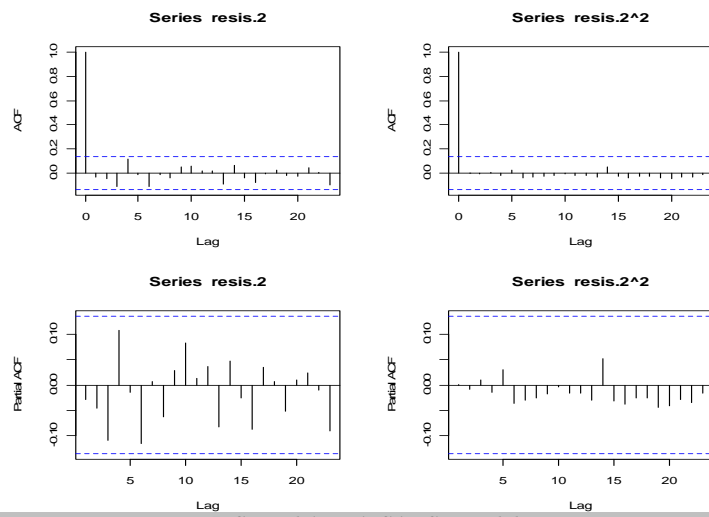 Series resis.2
ACF
0.0 0.2 0.4 0.6 0.8 1.0
0 5 10 15 20
Lag
Series resis.2^2
ACF
0.0 0.2 0.4 0.6 0.8 1.0
0 5 10 15 20
Lag
Series resis.2
Partial ACF
-0.10 0.00 0.10
5 10 15 20
Lag
Series resis.2^2
Partial ACF
-0.10 0.00 0.10
5 10 15 20
Lag